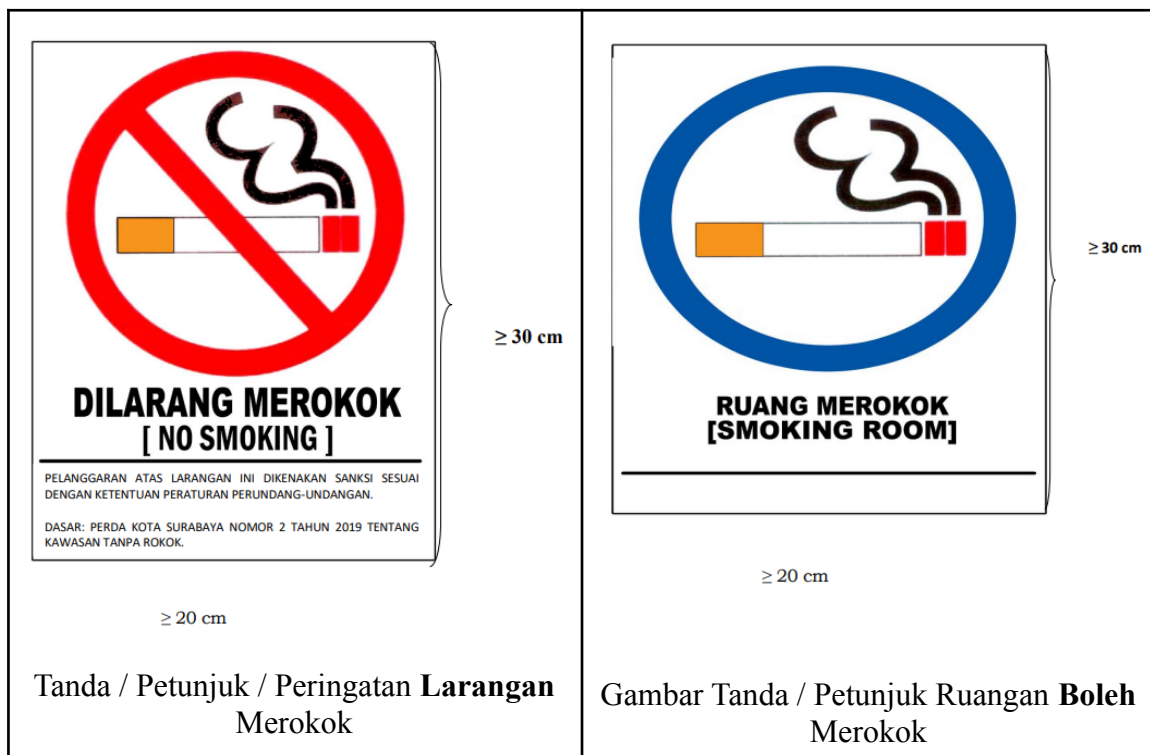 DILARANG MEROKOK
[ NO SMOKING ]
PELANGGARAN ATAS LARANGAN INI DIKENAKAN SANKSI SESUAI
DENGAN KETENTUAN PERATURAN PERUNDANG-UNDANGAN.
DASAR: PERDA KOTA SURABAYA NOMOR 2 TAHUN 2019 TENTANG
KAWASAN TANPA ROKOK.
≥ 30 cm
≥ 20 cm
Tanda / Petunjuk / Peringatan Larangan
Merokok
RUANG MEROKOK
[SMOKING ROOM]
≥ 30 cm
≥ 20 cm
Gambar Tanda / Petunjuk Ruangan Boleh
Merokok